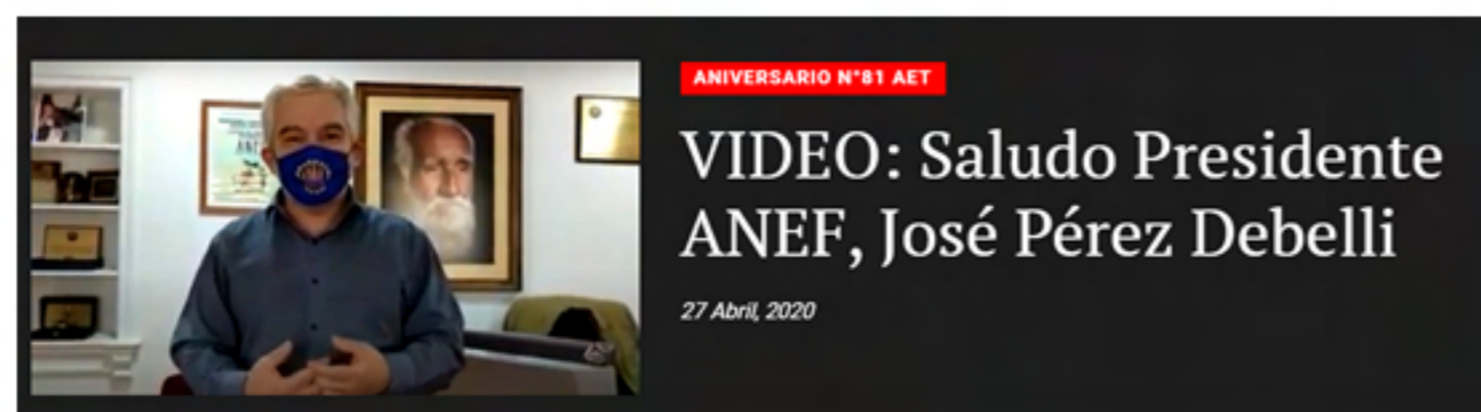 ANIVERSARIO N°81 AET
VIDEO: Saludo Presidente
ANEF, José Pérez Debelli
27 Abril, 2020